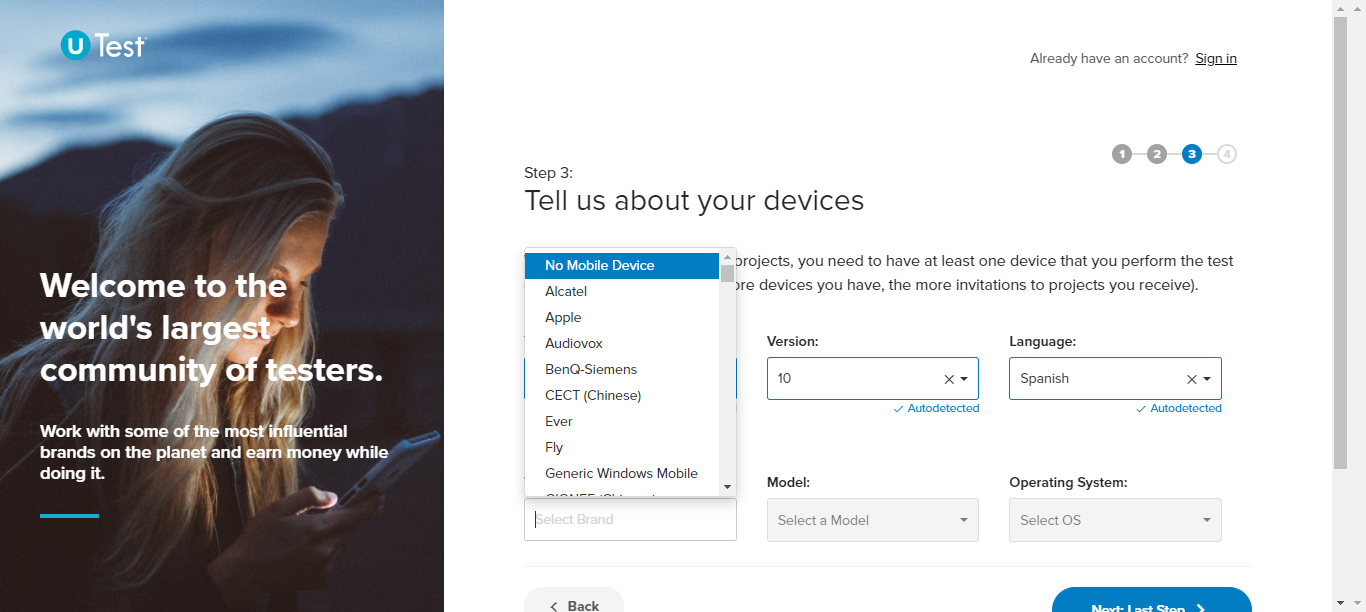 U Test
Already have an account? Sign in
1 2 3 4
Step 3:
Tell us about your devices
No Mobile Device
Alcatel
Apple
Audiovox
BenQ-Siemens
CECT (Chinese)
Ever
Fly
Generic Windows Mobile
projects, you need to have at least one device that you perform the test
devices you have, the more invitations to projects you receive).
Version:
10
Autodetected
Language:
Spanish
Autodetected
Select Brand
Model:
Select a Model
Operating System:
Select OS
Back
Next: Last Step
Welcome to the
world's largest
community of testers.
Work with some of the most influential
brands on the planet and earn money while
doing it.